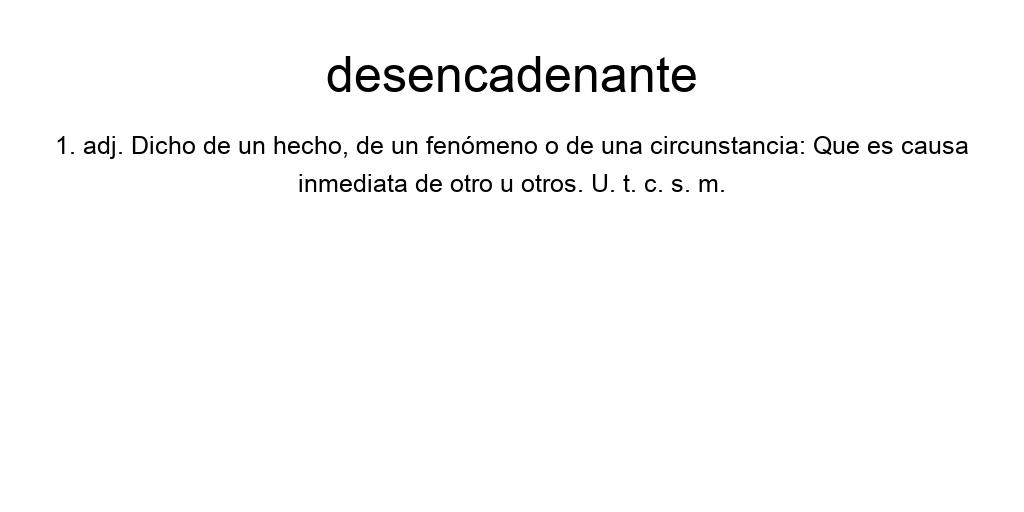 desencadenante
1. adj. Dicho de un hecho, de un fenómeno o de una circunstancia: Que es causa
inmediata de otro u otros. U. t. c. s. m.